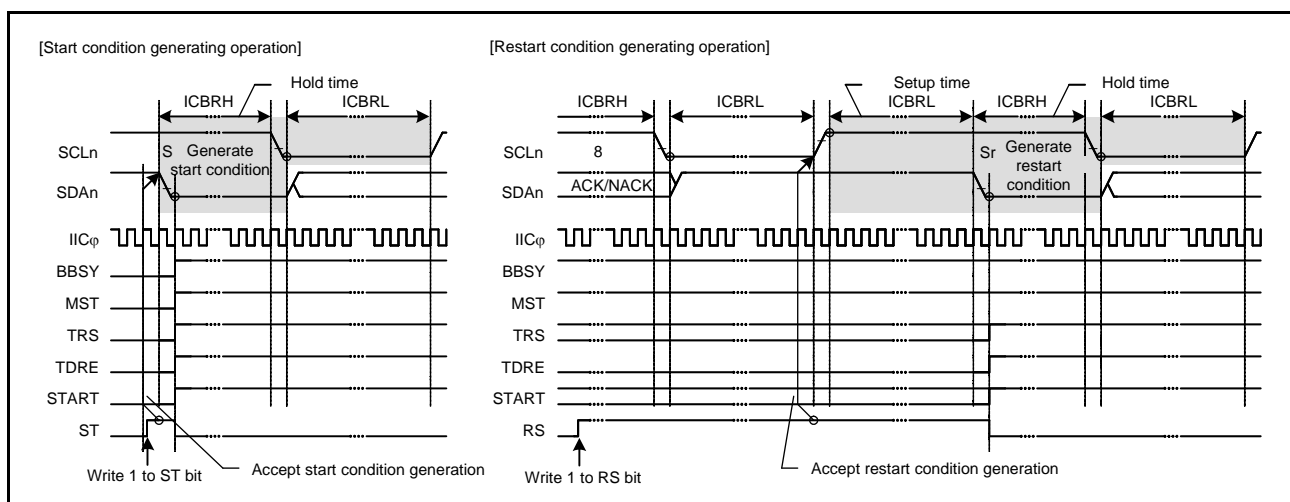 [Start condition generating operation]
[Restart condition generating operation]
Hold time
Setup time
Hold time
ICBRH
ICBRL
ICBRH
ICBRL
ICBRL
ICBRH
ICBRL
SCLn
S
Generate
start condition
SCLn
8
Sr
Generate
restart
condition
SDAn
SDAn
ACK/NACK
IICφ
IICφ
BBSY
BBSY
MST
MST
TRS
TRS
TDRE
TDRE
START
START
ST
RS
Write 1 to ST bit
Accept start condition generation
Write 1 to RS bit
Accept restart condition generation